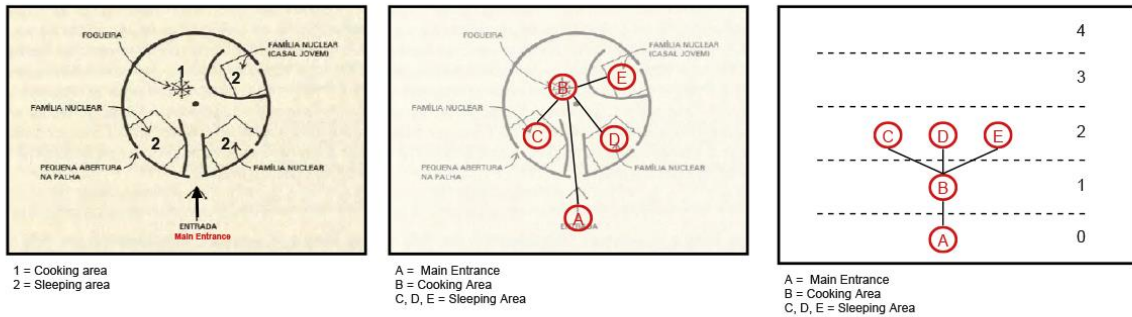 FOGUEIRA
FAMÍLIA NUCLEAR
(CASAL JOVEM)
1
2
FAMÍLIA NUCLEAR
2
2
PEQUENA ABERTURA
NA PALHA
FAMÍLIA NUCLEAR
ENTRADA
Main Entrance
1 = Cooking area
2 = Sleeping area
FOGUEIRA
FAMÍLIA NUCLEAR
(CASAL JOVEM)
B
E
FAMÍLIA NUCLEAR
C
D
PEQUENA ABERTURA
NA PALHA
FAMÍLIA NUCLEAR
A
ENTRADA
A = Main Entrance
B = Cooking Area
C, D, E = Sleeping Area
4
3
C D E 2
B 1
A 0
A = Main Entrance
B = Cooking Area
C, D, E = Sleeping Area